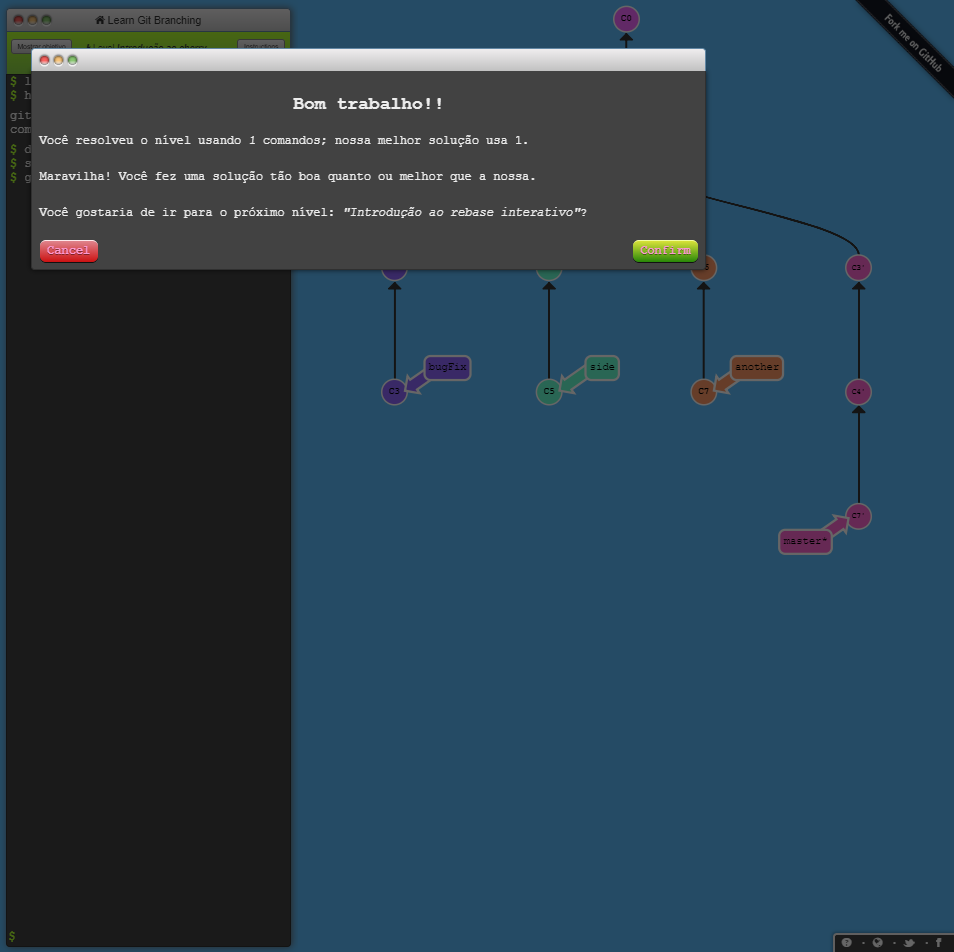 Learn Git Branching
C0
Fork me on GitHub
Bom trabalho!!
Você resolveu o nível usando 1 comandos; nossa melhor solução usa 1.
Maravilha! Você fez uma solução tão boa quanto ou melhor que a nossa.
Você gostaria de ir para o próximo nível: "Introdução ao rebase interativo"?
Cancel
Confirm
$ l
$ h
git
com
$ d
$ s
$ g
C3'
bugFix
side
another
C3
C5
C7
C4'
C7'
master*
$